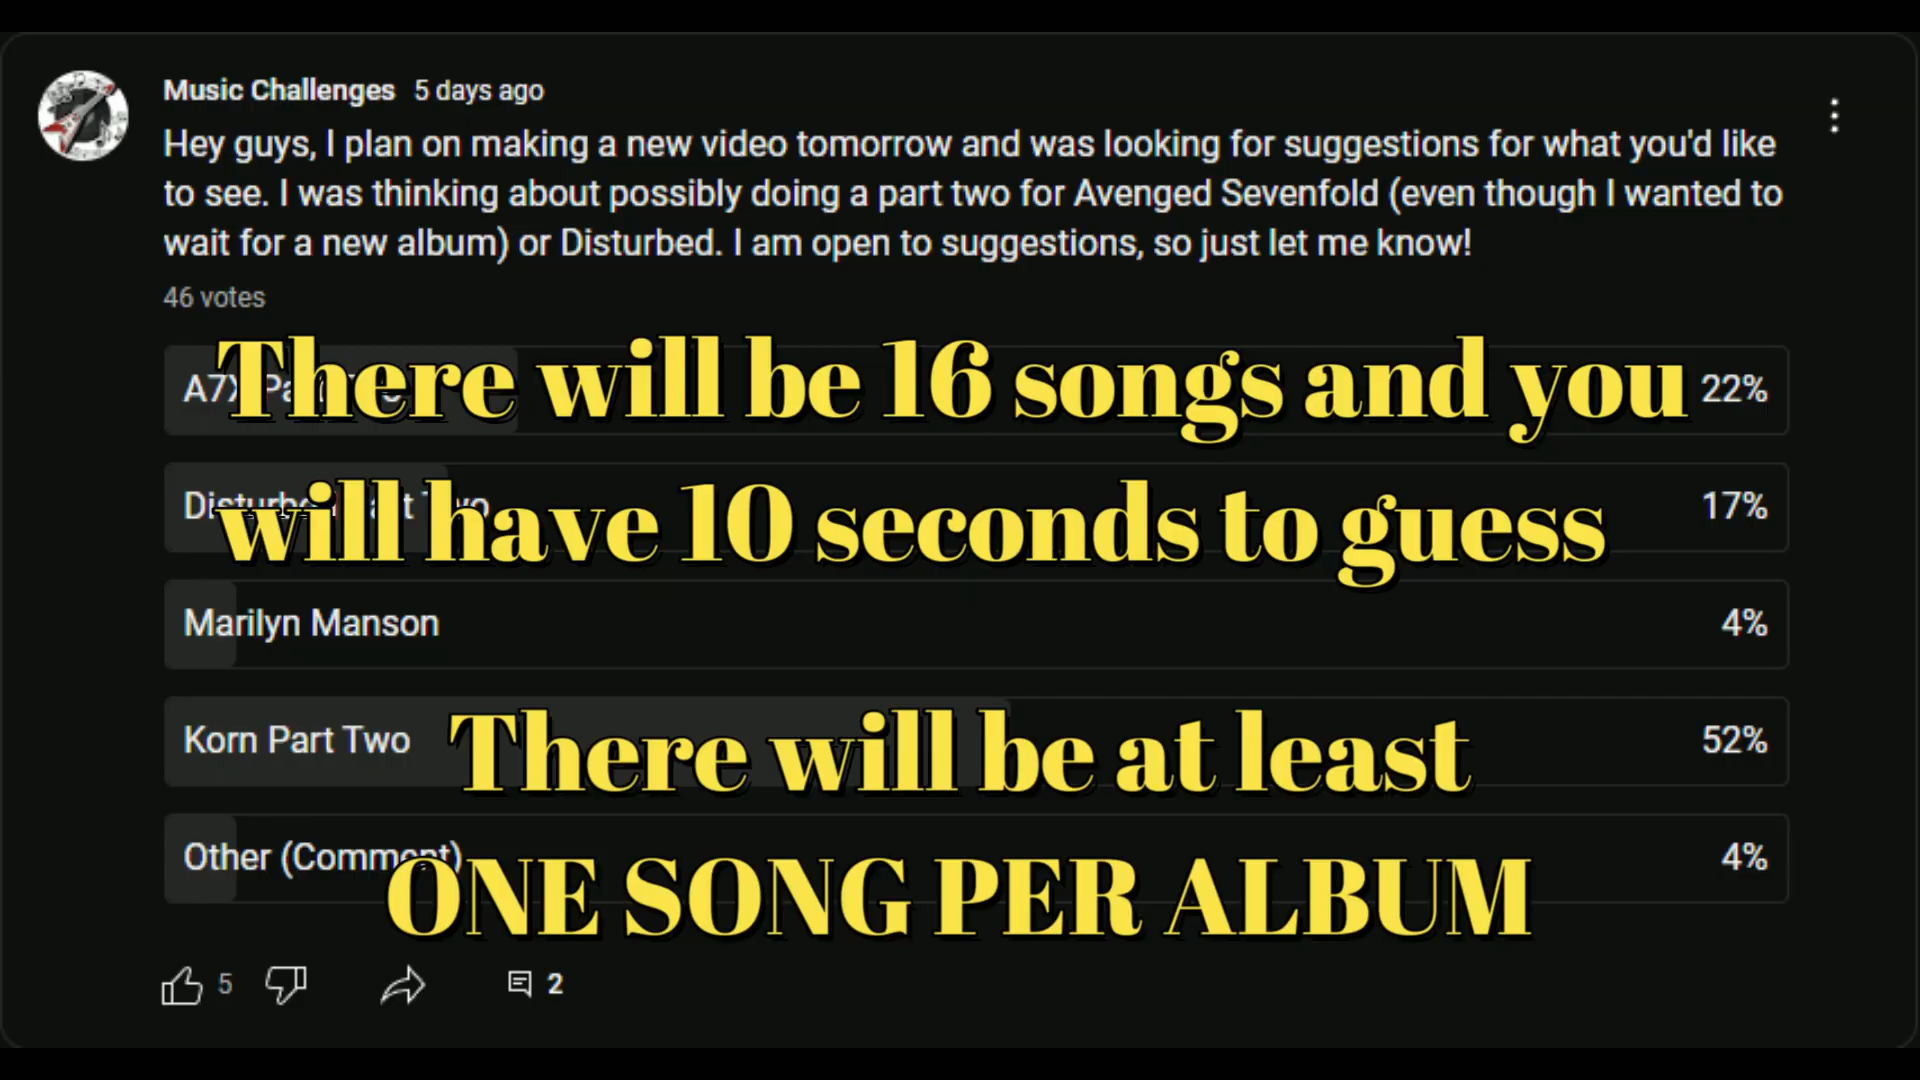 Music Challenges 5 days ago
Hey guys, I plan on making a new video tomorrow and was looking for suggestions for what you'd like
to see. I was thinking about possibly doing a part two for Avenged Sevenfold (even though I wanted to
wait for a new album) or Disturbed. I am open to suggestions, so just let me know!
46 votes
There will be 16 songs and you
22%
will have 10 seconds to guess
17%
Marilyn Manson 4%
Korn Part Two 52%
There will be at least
Other (Comment) 4%
ONE SONG PER ALBUM
5 2